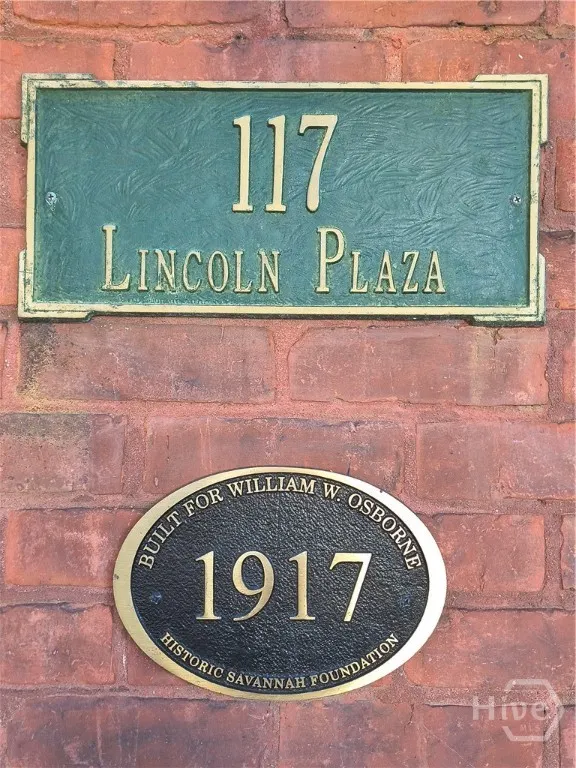 117
Lincoln Plaza
BUILT FOR WILLIAM W. OSBORNE
1917
HISTORIC SAVANNAH FOUNDATION
Hive